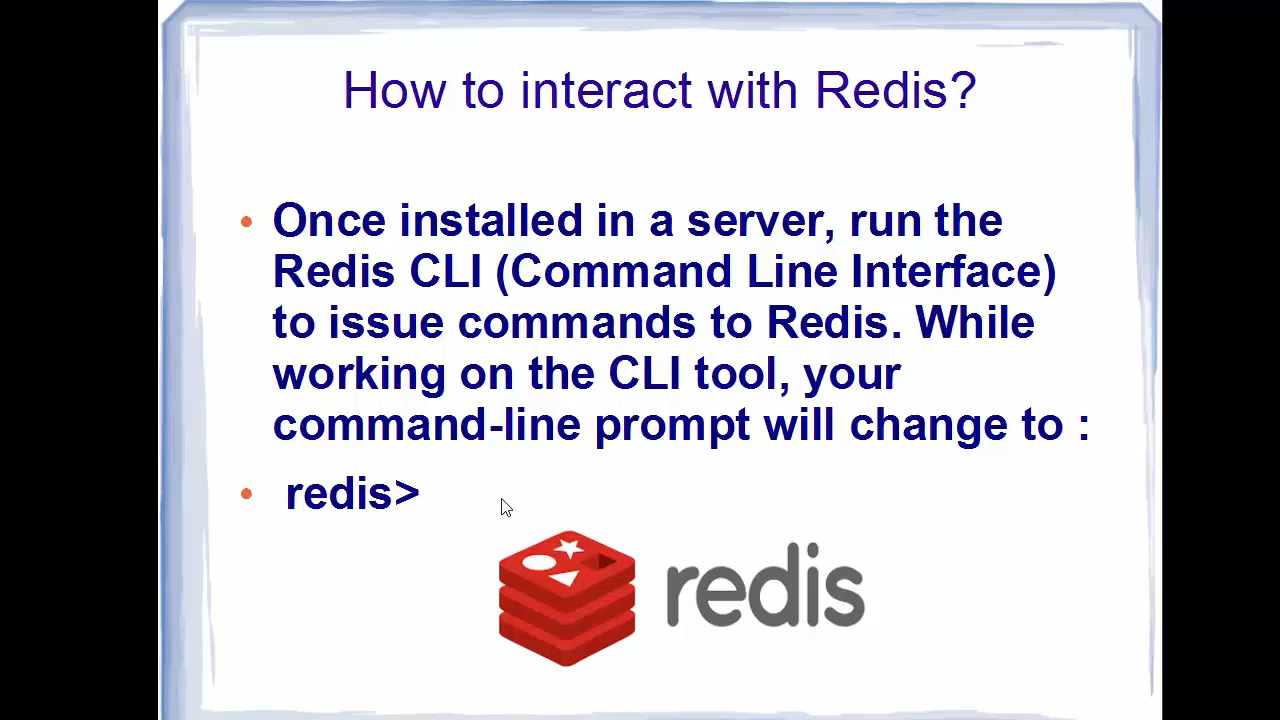 How to interact with Redis?
• Once installed in a server, run the
Redis CLI (Command Line Interface)
to issue commands to Redis. While
working on the CLI tool, your
command-line prompt will change to :
• redis>
redis